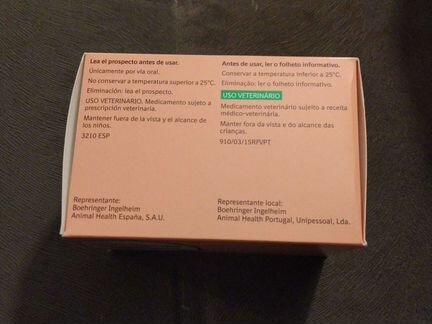 Lea el prospecto antes de usar.
Únicamente por vía oral.
No conservar a temperatura superior a 25°C.
Eliminación: lea el prospecto.
USO VETERINARIO. Medicamento sujeto a
prescripción veterinaria.
Mantener fuera de la vista y el alcance de
los niños.
3210 ESP
Representante:
Boehringer Ingelheim
Animal Health España, S.A.U.
Antes de usar, ler o folheto informativo.
Conservar a temperatura inferior a 25°C.
Eliminação: ler o folheto informativo.
USO VETERINÁRIO
Medicamento veterinário sujeito a receita
médico-veterinária.
Manter fora da vista e do alcance das
crianças.
910/03/15RFVPT
Representante local:
Boehringer Ingelheim
Animal Health Portugal, Unipessoal, Lda.